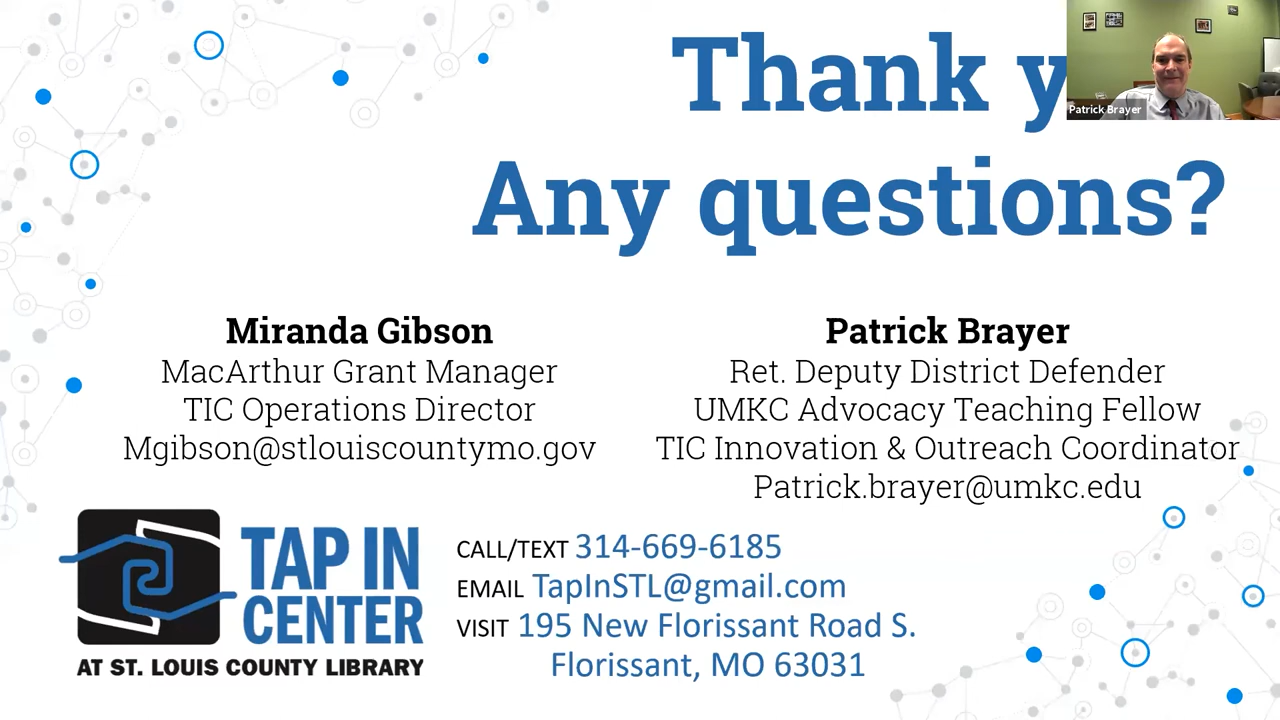 Thank y
Any questions?
Patrick Brayer
Miranda Gibson
MacArthur Grant Manager
TIC Operations Director
Mgibson@stlouiscountymo.gov
Patrick Brayer
Ret. Deputy District Defender
UMKC Advocacy Teaching Fellow
TIC Innovation & Outreach Coordinator
Patrick.brayer@umkc.edu
TAP IN
CENTER
AT ST. LOUIS COUNTY LIBRARY
CALL/TEXT 314-669-6185
EMAIL TapInSTL@gmail.com
VISIT 195 New Florissant Road S.
Florissant, MO 63031